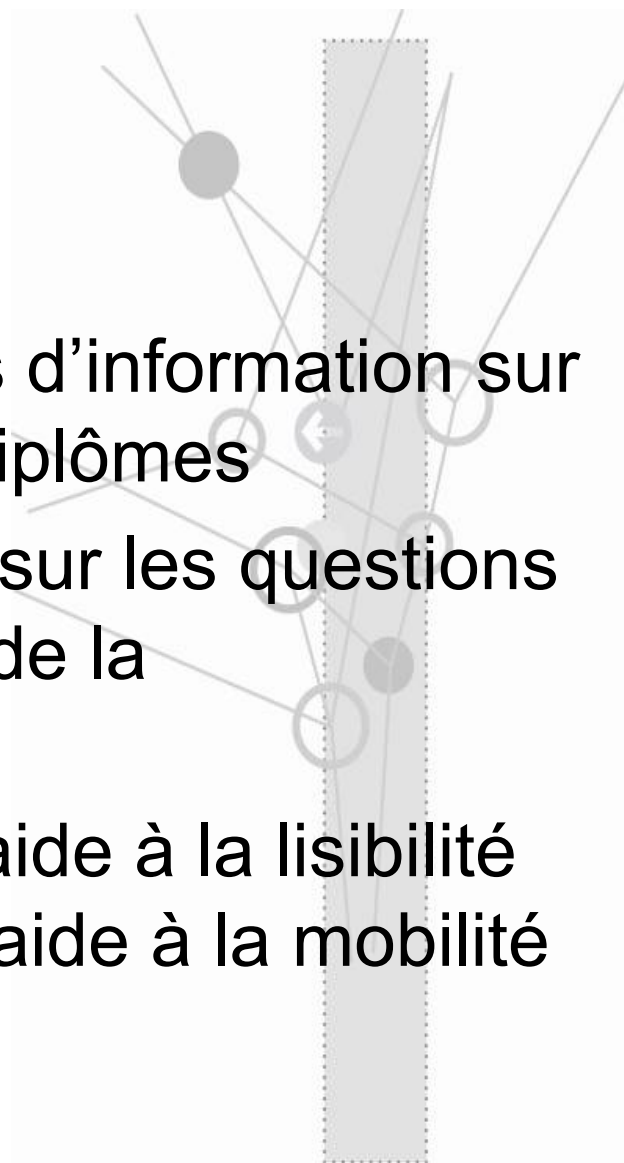 s d’information sur
iplômes
sur les questions
de la
aide à la lisibilité
aide à la mobilité